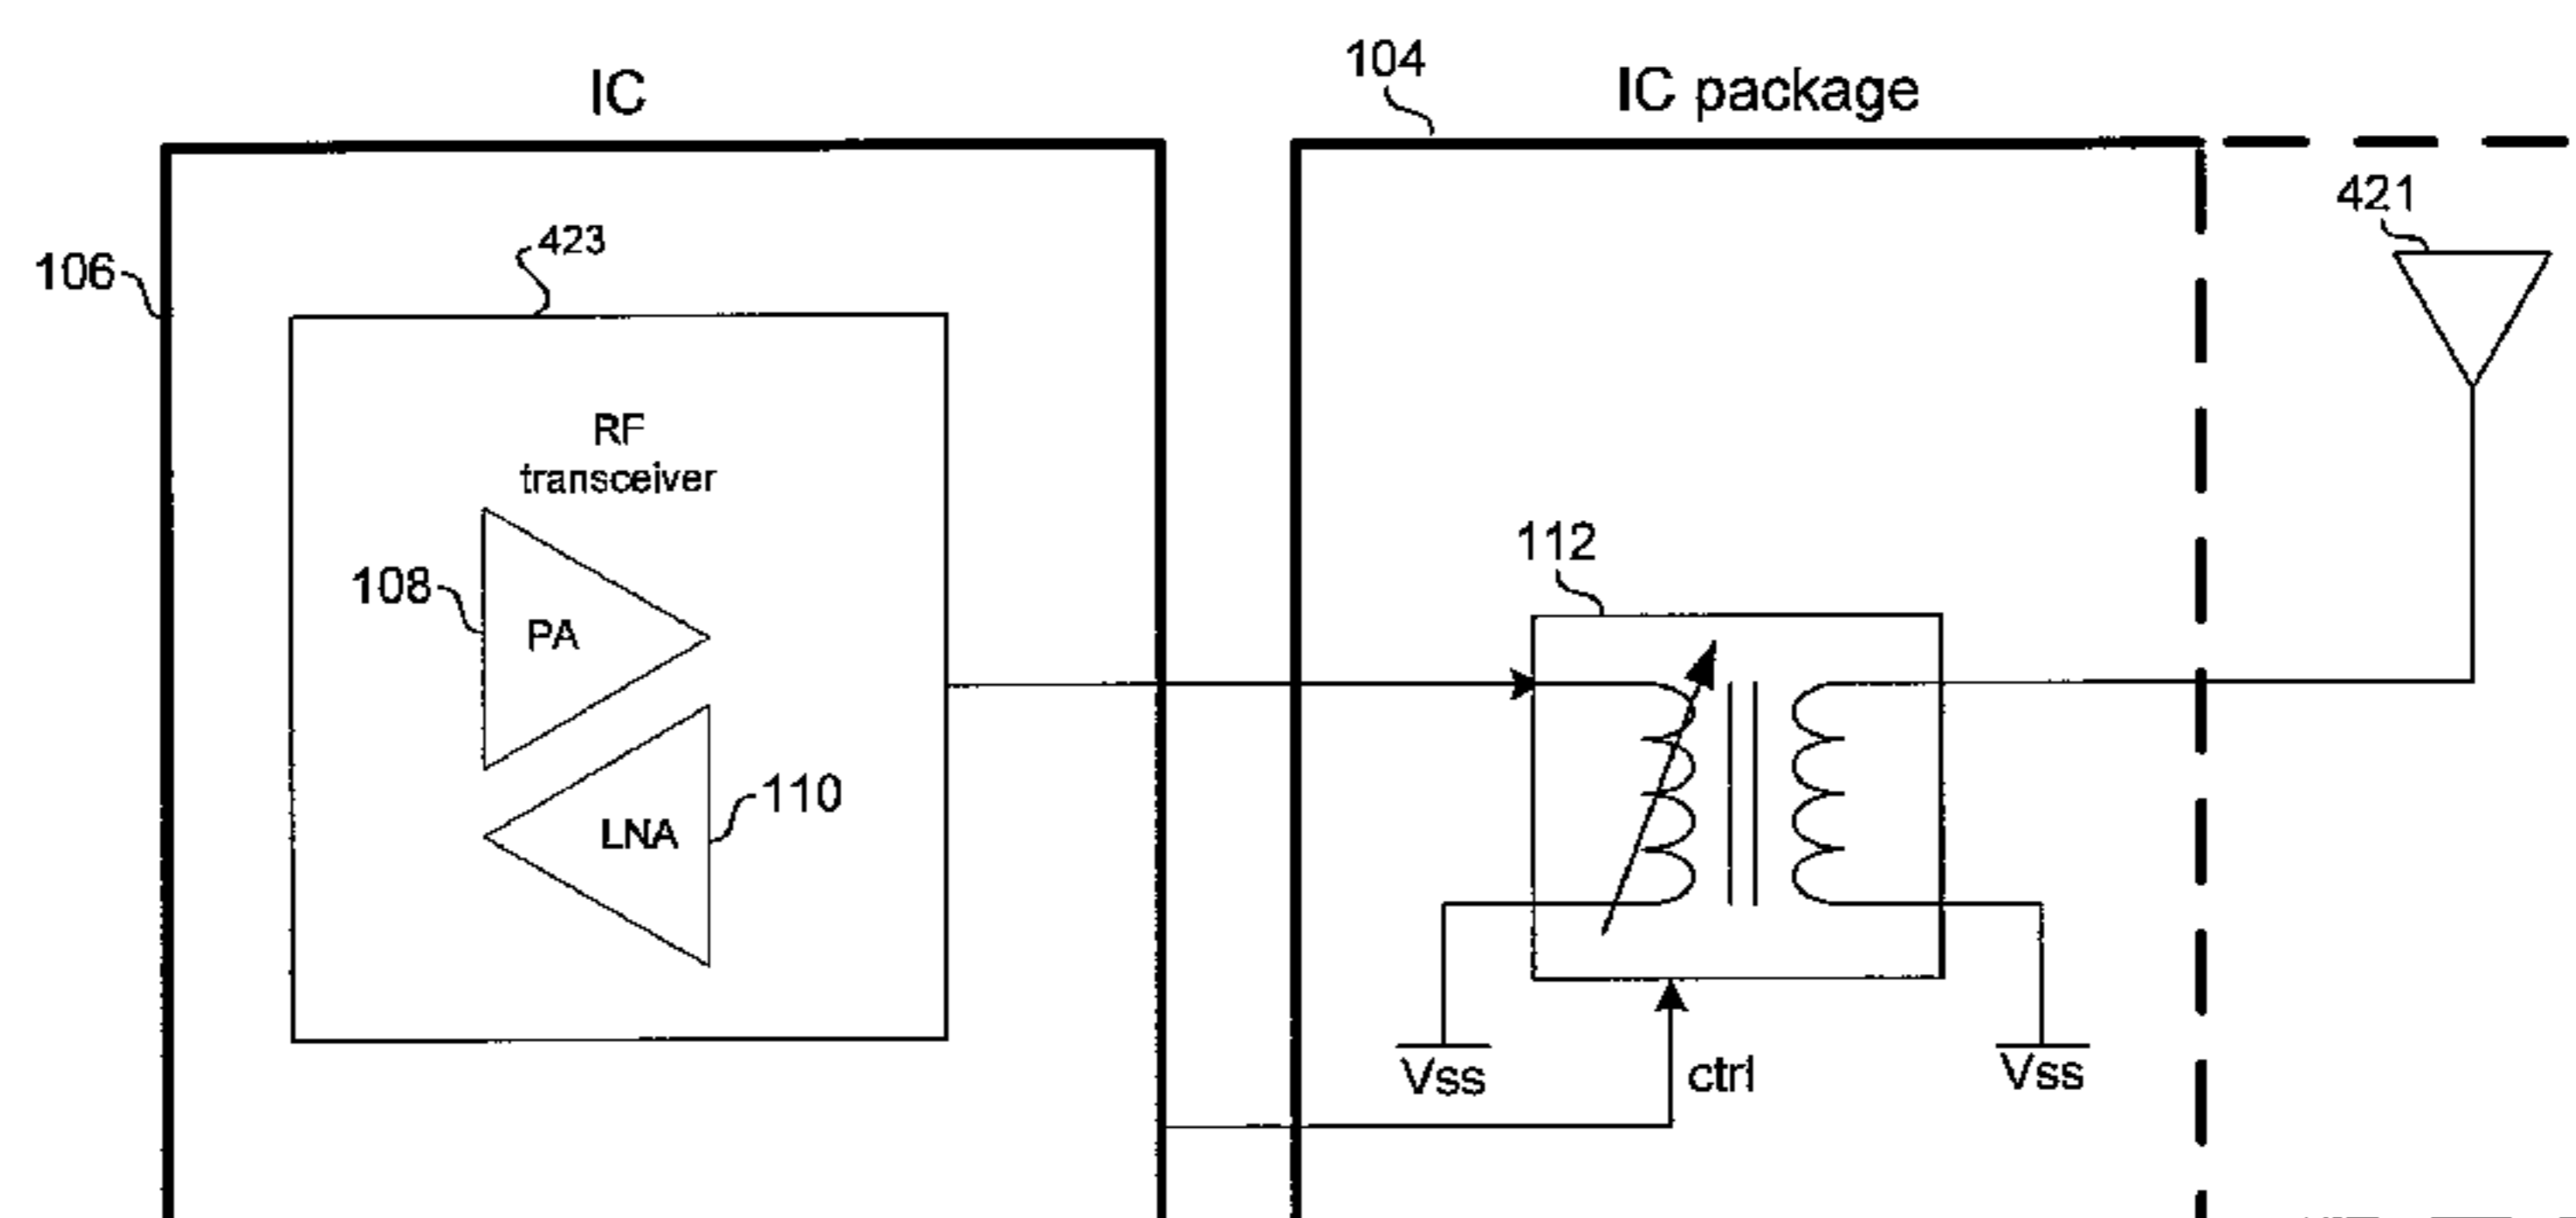 IC
104
IC package
421
423
106
RF
transceiver
112
108
PA
110
LNA
Vss
ctrl
Vss